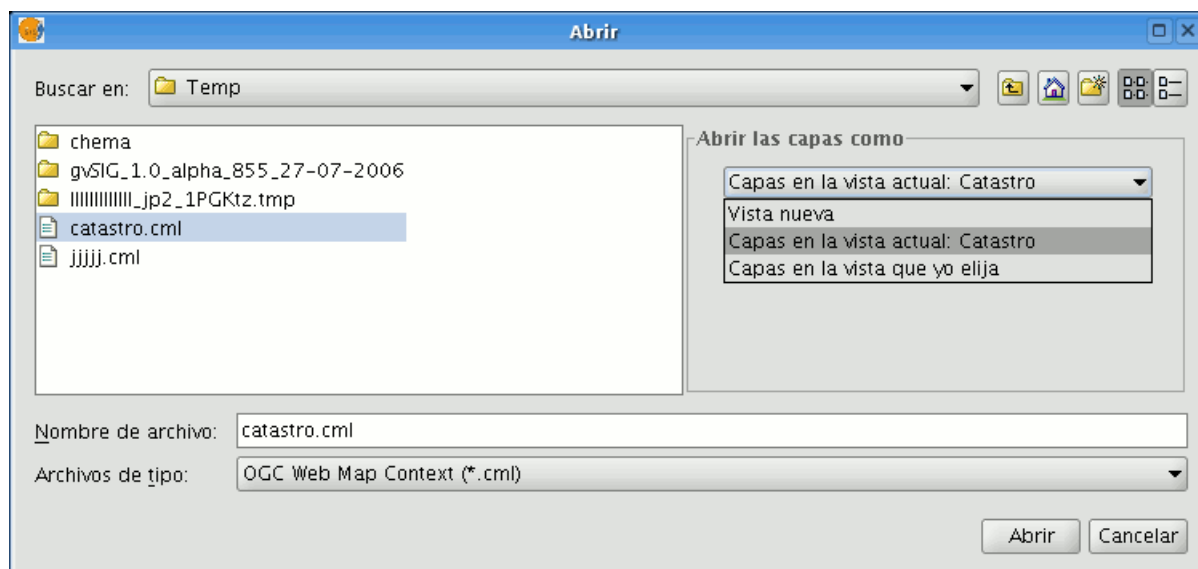 Abrir
Buscar en: Temp
chema
gvSIG_1.0_alpha_855_27-07-2006
catastro.cml
jjjjj.cml
Abrir las capas como
Capas en la vista actual: Catastro
Vista nueva
Capas en la vista actual: Catastro
Capas en la vista que yo elija
Nombre de archivo: catastro.cml
Archivos de tipo: OGC Web Map Context (*.cml)
Abrir Cancelar